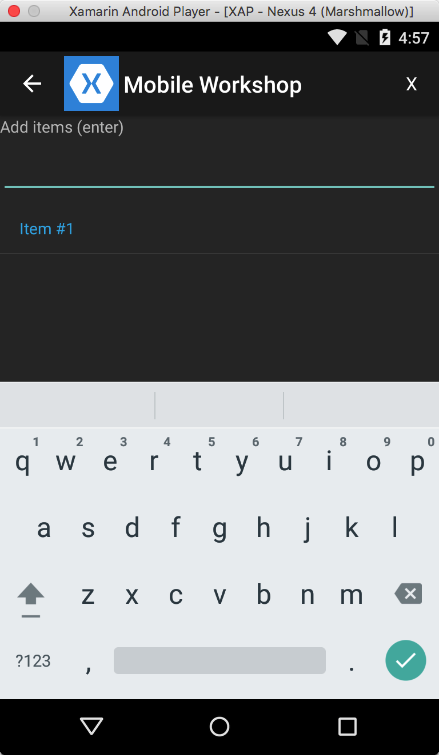 Xamarin Android Player - [XAP - Nexus 4 (Marshmallow)]
4:57
Mobile Workshop X
Add items (enter)
Item #1
1 2 3 4 5 6 7 8 9 0
q w e r t y u i o p
a s d f g h j k l
z x c v b n m
?123 , .